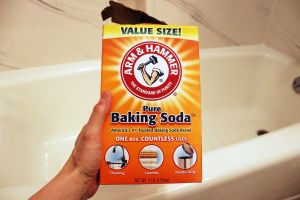 VALUE SIZE!
ARM & HAMMER
THE STANDARD OF PURITY
Pure
Baking Soda
America's #1 Trusted Baking Soda Brand
ONE BOX. COUNTLESS USES.
Cleaning Laundry Deodorizing